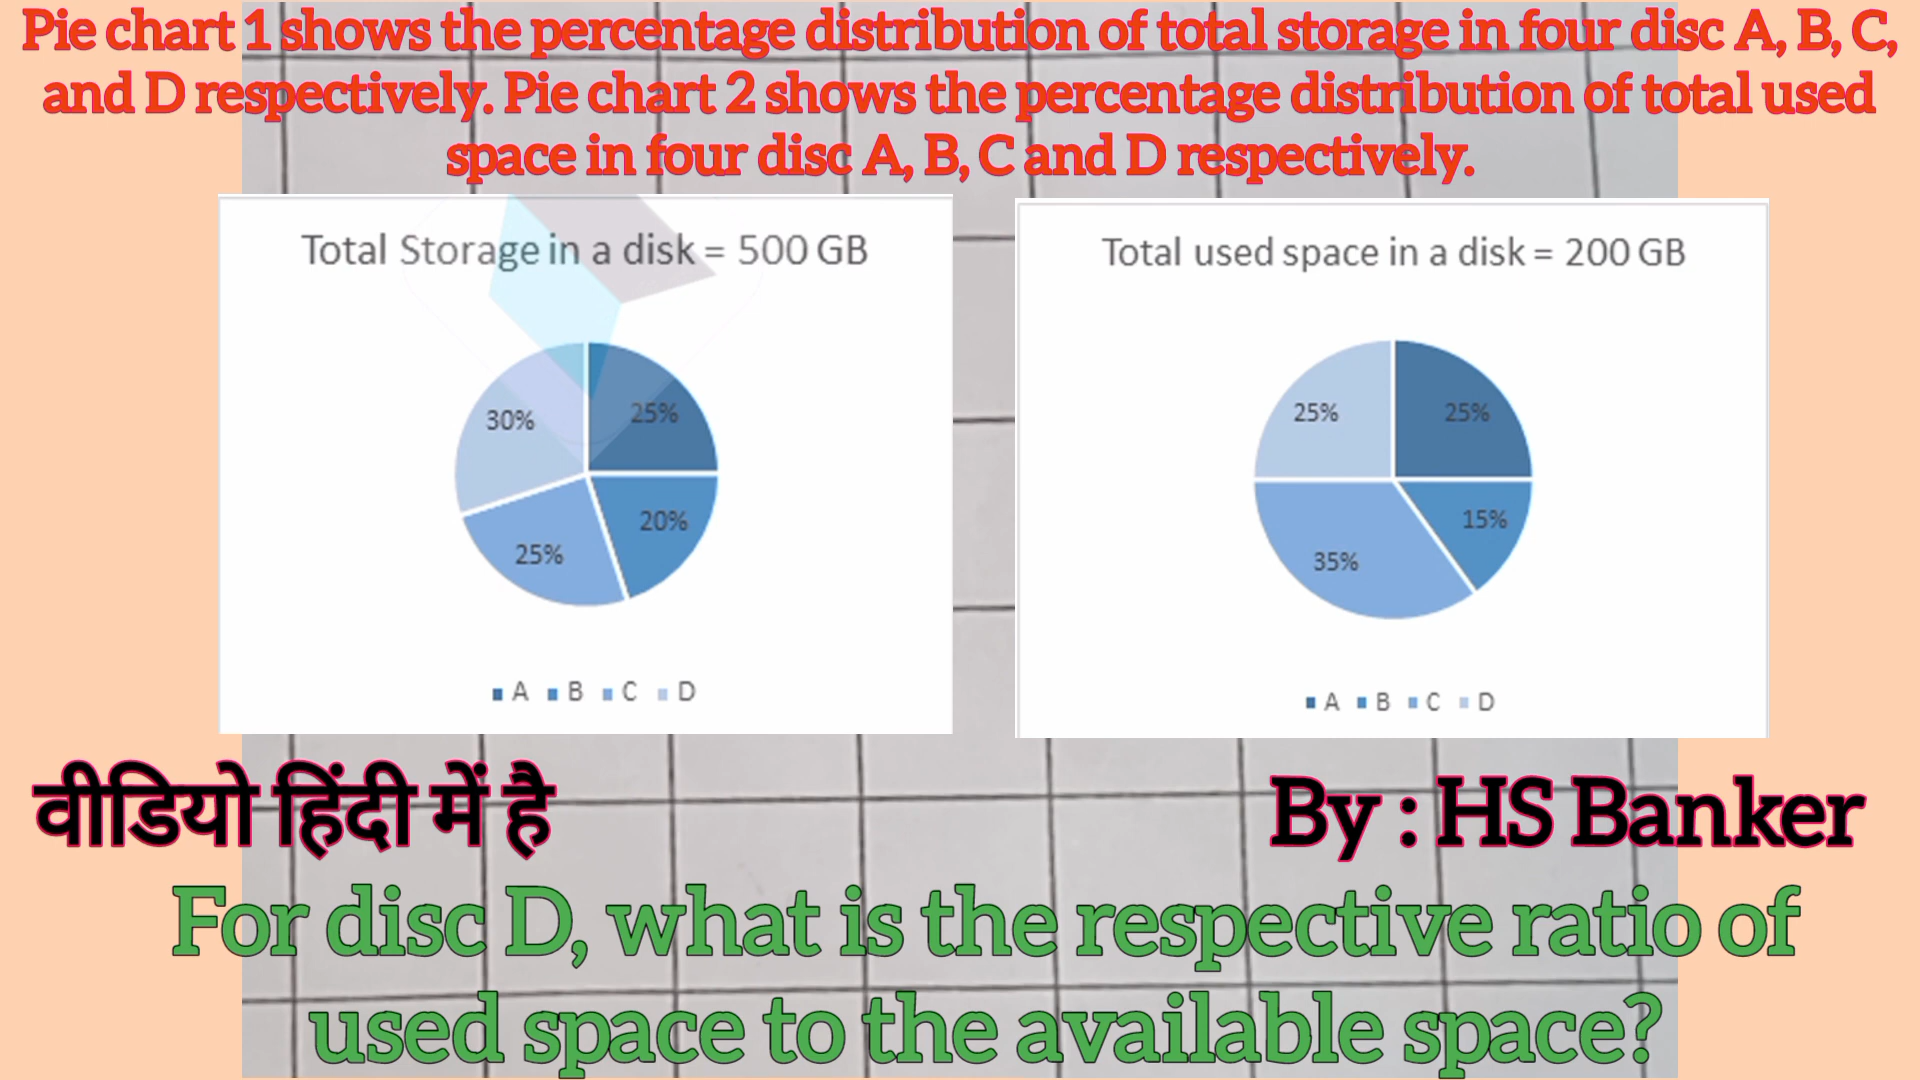 Pie chart 1 shows the percentage distribution of total storage in four disc A, B, C,
and D respectively. Pie chart 2 shows the percentage distribution of total used
space in four disc A, B, C and D respectively.
Total Storage in a disk = 500 GB
30%
25%
20%
25%
A B C D
Total used space in a disk = 200 GB
25%
25%
15%
35%
A B C D
वीडियो हिंदी में है
By : HS Banker
For disc D, what is the respective ratio of
used space to the available space?